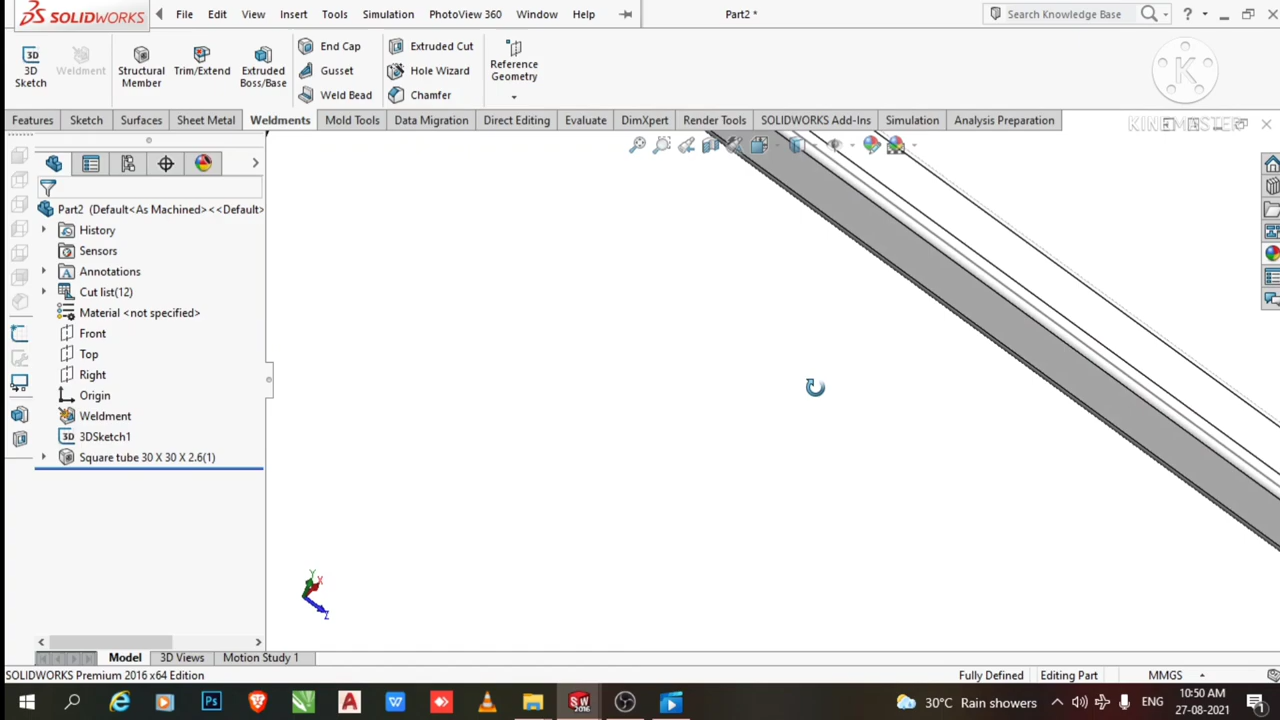 SOLIDWORKS File Edit View Insert Tools Simulation PhotoView 360 Window Help Part2 * Search Knowledge Base ?
3D Sketch
Weldment
Structural Member
Trim/Extend
Extruded Boss/Base
End Cap
Gusset
Weld Bead
Extruded Cut
Hole Wizard
Chamfer
Reference Geometry
K
KINEMASTER
Features Sketch Surfaces Sheet Metal Weldments Mold Tools Data Migration Direct Editing Evaluate DimXpert Render Tools SOLIDWORKS Add-Ins Simulation Analysis Preparation
Part2 (Default<As Machined><<Default>
History
Sensors
Annotations
Cut list(12)
Material <not specified>
Front
Top
Right
Origin
Weldment
3D 3DSketch1
Square tube 30 X 30 X 2.6(1)
Y
X
Z
Model 3D Views Motion Study 1
SOLIDWORKS Premium 2016 x64 Edition Fully Defined Editing Part MMGS
30°C Rain showers ENG 10:50 AM
27-08-2021